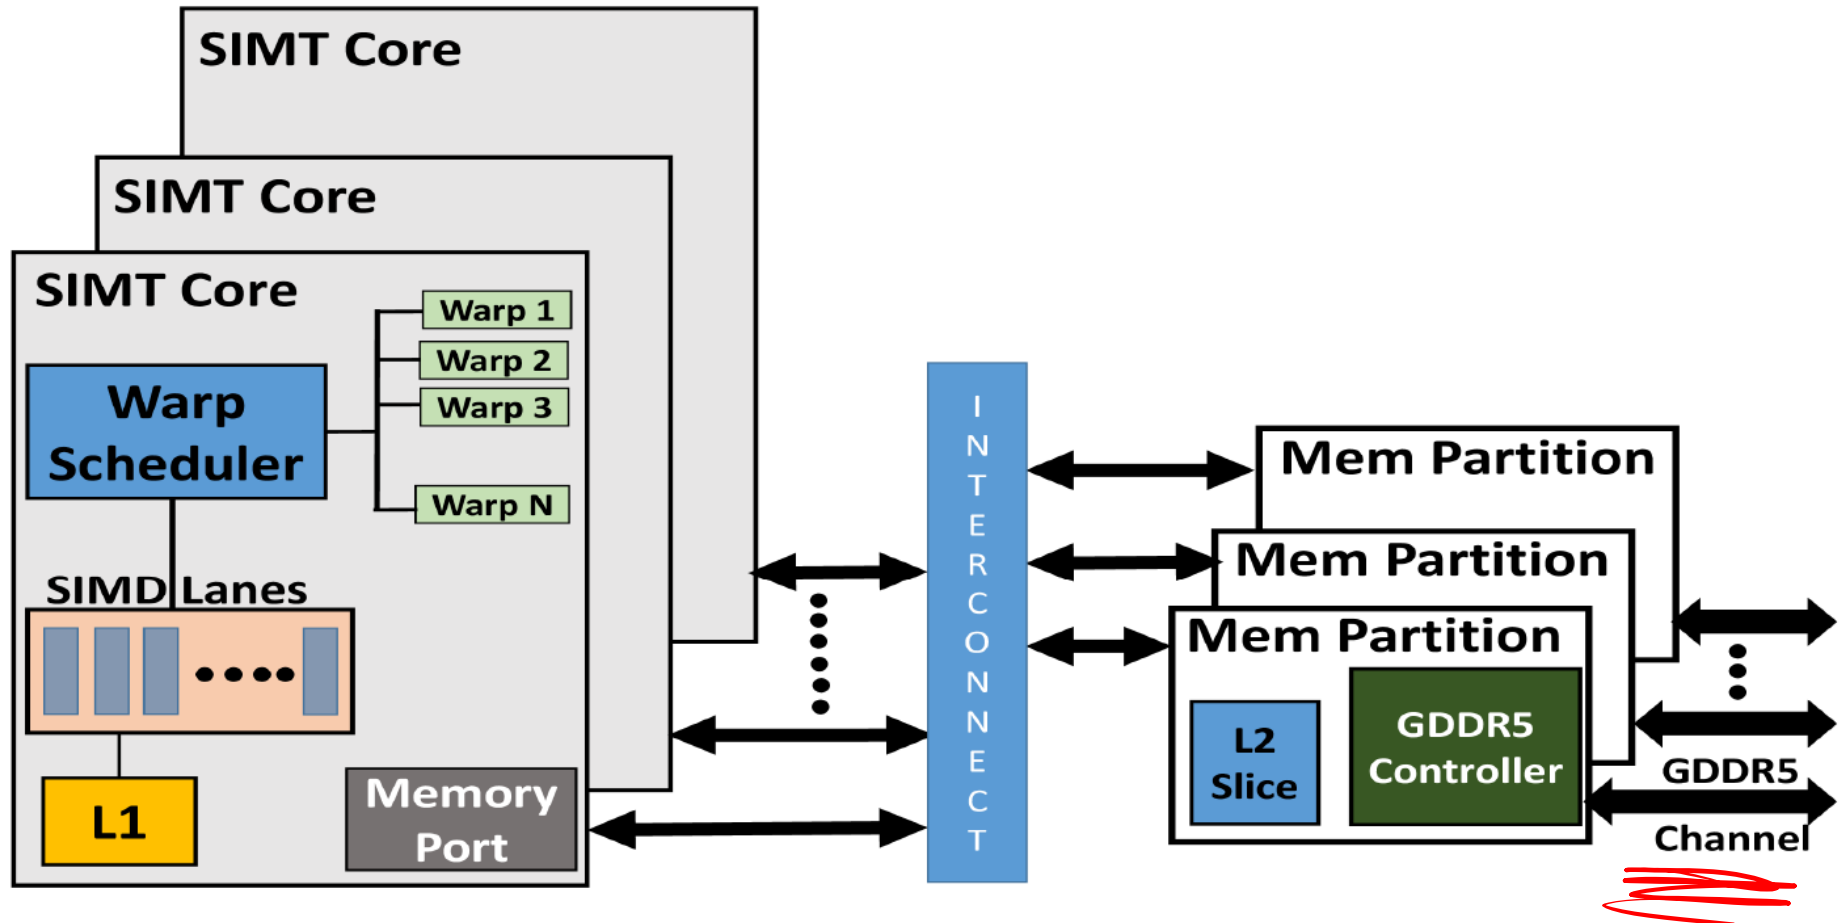 SIMT Core
SIMT Core
SIMT Core
Warp 1
Warp 2
Warp 3
Warp N
Warp
Scheduler
SIMD Lanes
L1
Memory
Port
INTERCONNECT
Mem Partition
Mem Partition
Mem Partition
L2
Slice
GDDR5
Controller
GDDR5
Channel